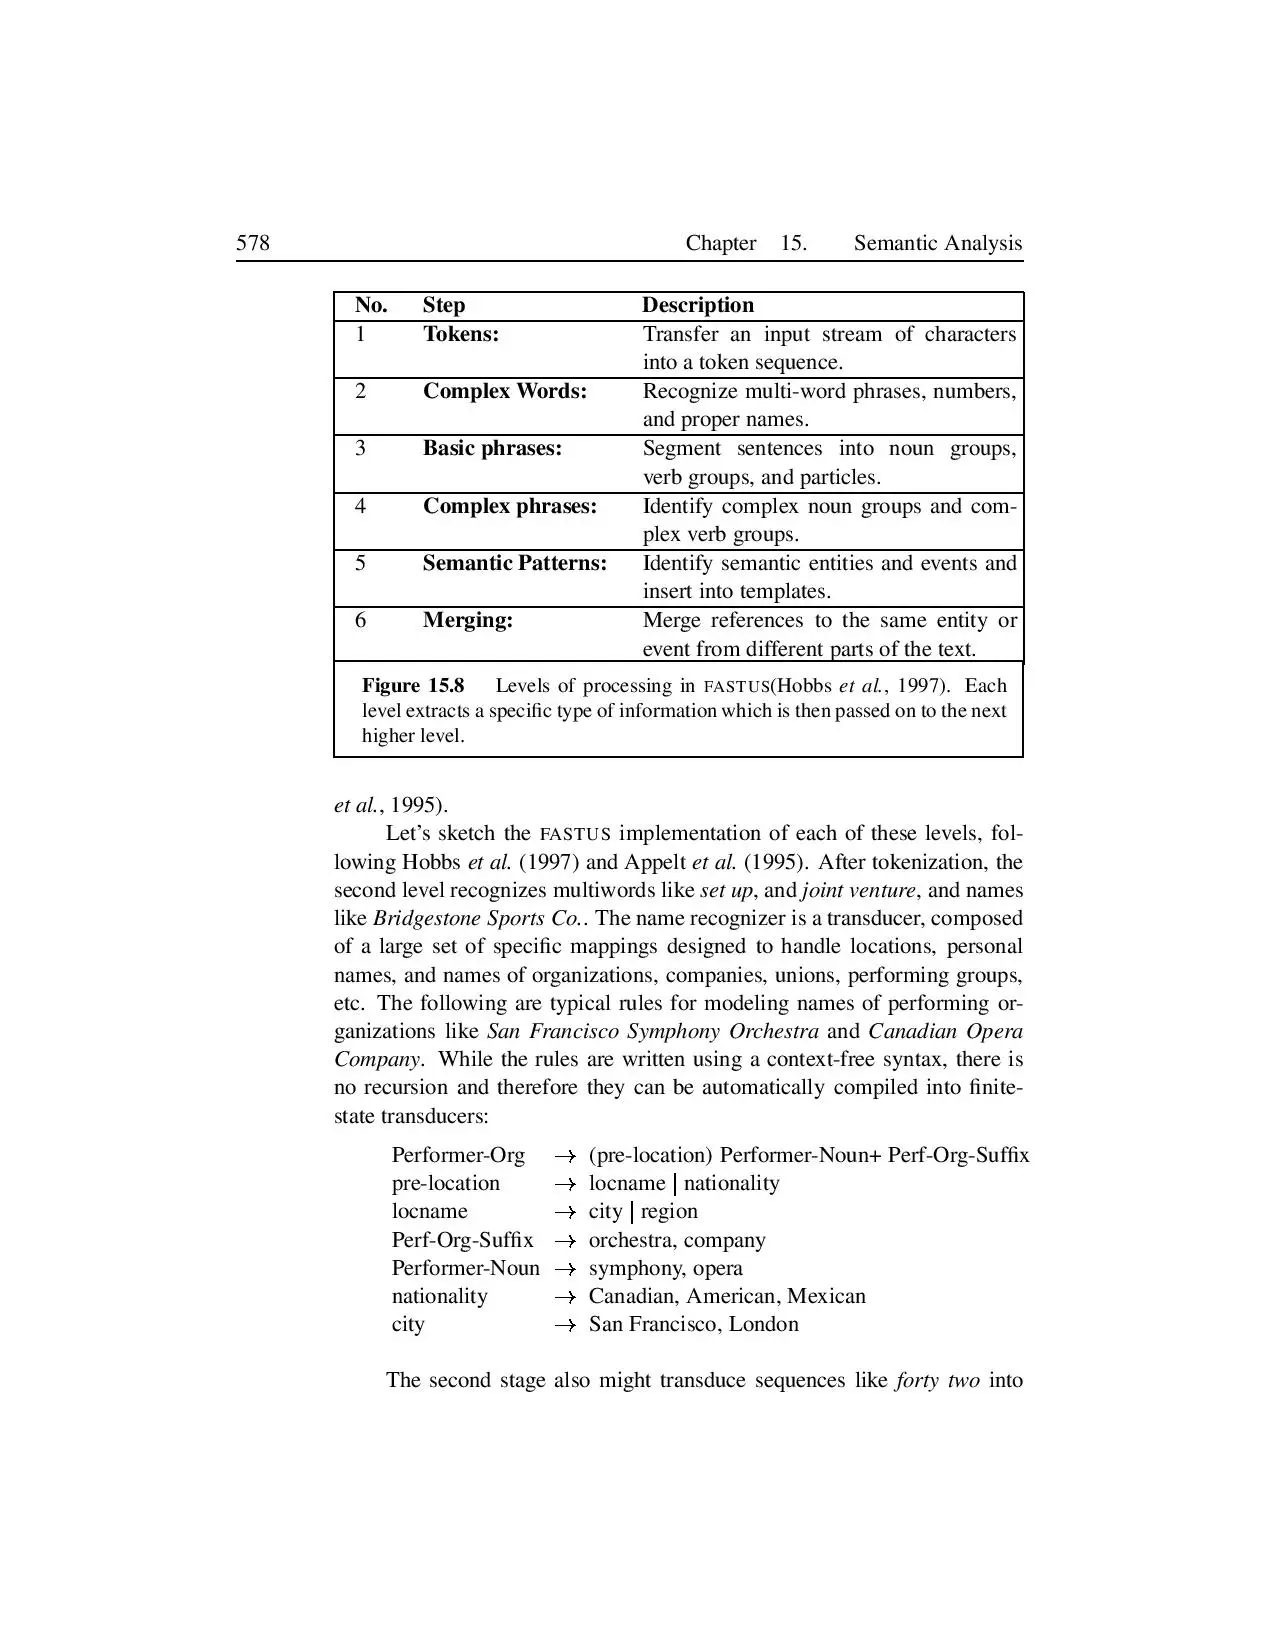 578 Chapter 15. Semantic Analysis
No. Step Description
1 Tokens: Transfer an input stream of characters
into a token sequence.
2 Complex Words: Recognize multi-word phrases, numbers,
and proper names.
3 Basic phrases: Segment sentences into noun groups,
verb groups, and particles.
4 Complex phrases: Identify complex noun groups and com-
plex verb groups.
5 Semantic Patterns: Identify semantic entities and events and
insert into templates.
6 Merging: Merge references to the same entity or
event from different parts of the text.
Figure 15.8 Levels of processing in FASTUS(Hobbs et al., 1997). Each
level extracts a specific type of information which is then passed on to the next
higher level.
et al., 1995).
Let's sketch the FASTUS implementation of each of these levels, fol-
lowing Hobbs et al. (1997) and Appelt et al. (1995). After tokenization, the
second level recognizes multiwords like set up, and joint venture, and names
like Bridgestone Sports Co.. The name recognizer is a transducer, composed
of a large set of specific mappings designed to handle locations, personal
names, and names of organizations, companies, unions, performing groups,
etc. The following are typical rules for modeling names of performing or-
ganizations like San Francisco Symphony Orchestra and Canadian Opera
Company. While the rules are written using a context-free syntax, there is
no recursion and therefore they can be automatically compiled into finite-
state transducers:
Performer-Org → (pre-location) Performer-Noun+ Perf-Org-Suffix
pre-location → locname | nationality
locname → city | region
Perf-Org-Suffix → orchestra, company
Performer-Noun → symphony, opera
nationality → Canadian, American, Mexican
city → San Francisco, London
The second stage also might transduce sequences like forty two into